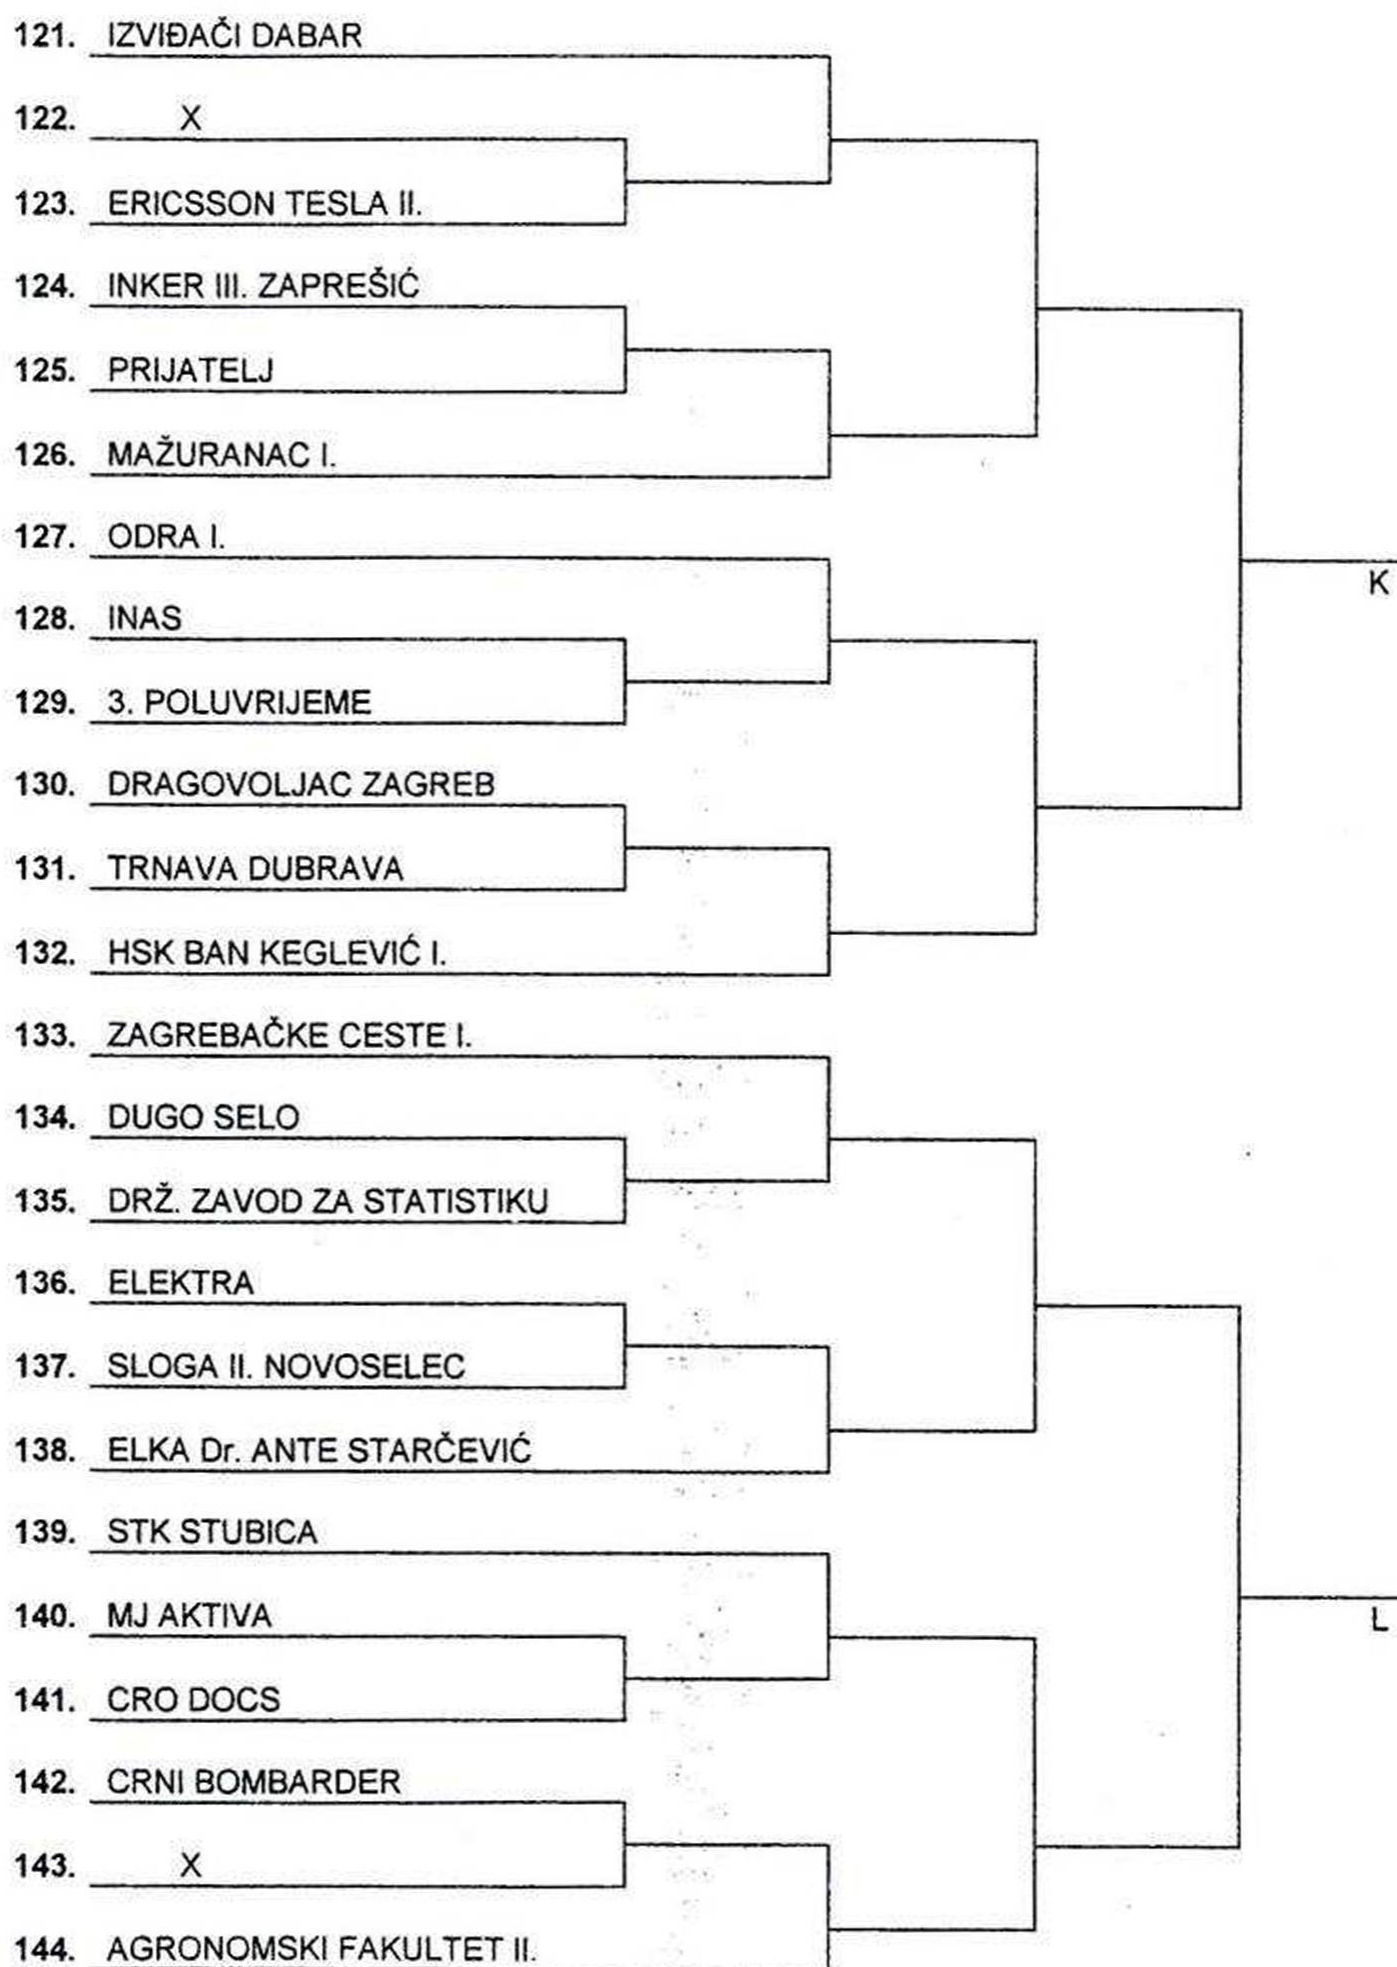 121. IZVIĐAČI DABAR
122. X
123. ERICSSON TESLA II.
124. INKER III. ZAPREŠIĆ
125. PRIJATELJ
126. MAŽURANAC I.
127. ODRA I.
K
128. INAS
129. 3. POLUVRIJEME
130. DRAGOVOLJAC ZAGREB
131. TRNAVA DUBRAVA
132. HSK BAN KEGLEVIĆ I.
133. ZAGREBAČKE CESTE I.
134. DUGO SELO
135. DRŽ. ZAVOD ZA STATISTIKU
136. ELEKTRA
137. SLOGA II. NOVOSELEC
138. ELKA Dr. ANTE STARČEVIĆ
139. STK STUBICA
140. MJ AKTIVA
L
141. CRO DOCS
142. CRNI BOMBARDER
143. X
144. AGRONOMSKI FAKULTET II.